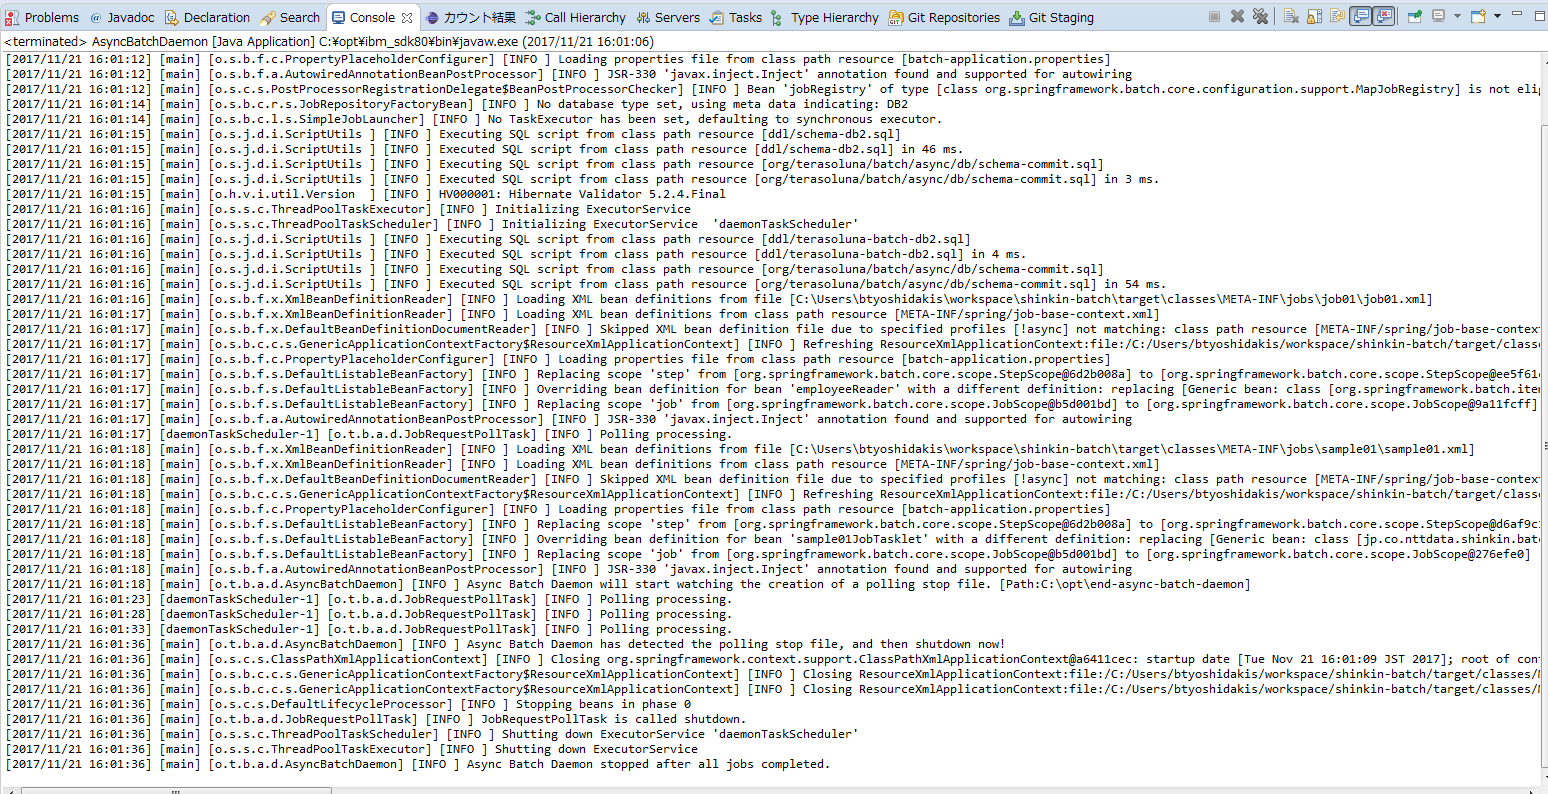 Problems @ Javadoc Declaration Search Console カウント結果 Call Hierarchy Servers Tasks Type Hierarchy Git Repositories Git Staging
<terminated> AsyncBatchDaemon [Java Application] C:¥opt¥ibm_sdk80¥bin¥javaw.exe (2017/11/21 16:01:06)
[2017/11/21 16:01:12] [main] [o.s.b.f.c.PropertyPlaceholderConfigurer] [INFO ] Loading properties file from class path resource [batch-application.properties]
[2017/11/21 16:01:12] [main] [o.s.b.f.a.AutowiredAnnotationBeanPostProcessor] [INFO ] JSR-330 'javax.inject.Inject' annotation found and supported for autowiring
[2017/11/21 16:01:12] [main] [o.s.c.s.PostProcessorRegistrationDelegate$BeanPostProcessorChecker] [INFO ] Bean 'jobRegistry' of type [class org.springframework.batch.core.configuration.support.MapJobRegistry] is not elig
[2017/11/21 16:01:14] [main] [o.s.b.c.r.s.JobRepositoryFactoryBean] [INFO ] No database type set, using meta data indicating: DB2
[2017/11/21 16:01:14] [main] [o.s.b.c.l.s.SimpleJobLauncher] [INFO ] No TaskExecutor has been set, defaulting to synchronous executor.
[2017/11/21 16:01:15] [main] [o.s.j.d.i.ScriptUtils ] [INFO ] Executing SQL script from class path resource [ddl/schema-db2.sql]
[2017/11/21 16:01:15] [main] [o.s.j.d.i.ScriptUtils ] [INFO ] Executed SQL script from class path resource [ddl/schema-db2.sql] in 46 ms.
[2017/11/21 16:01:15] [main] [o.s.j.d.i.ScriptUtils ] [INFO ] Executing SQL script from class path resource [org/terasoluna/batch/async/db/schema-commit.sql]
[2017/11/21 16:01:15] [main] [o.s.j.d.i.ScriptUtils ] [INFO ] Executed SQL script from class path resource [org/terasoluna/batch/async/db/schema-commit.sql] in 3 ms.
[2017/11/21 16:01:15] [main] [o.h.v.i.util.Version  ] [INFO ] HV000001: Hibernate Validator 5.2.4.Final
[2017/11/21 16:01:16] [main] [o.s.s.c.ThreadPoolTaskExecutor] [INFO ] Initializing ExecutorService
[2017/11/21 16:01:16] [main] [o.s.s.c.ThreadPoolTaskScheduler] [INFO ] Initializing ExecutorService  'daemonTaskScheduler'
[2017/11/21 16:01:16] [main] [o.s.j.d.i.ScriptUtils ] [INFO ] Executing SQL script from class path resource [ddl/terasoluna-batch-db2.sql]
[2017/11/21 16:01:16] [main] [o.s.j.d.i.ScriptUtils ] [INFO ] Executed SQL script from class path resource [ddl/terasoluna-batch-db2.sql] in 4 ms.
[2017/11/21 16:01:16] [main] [o.s.j.d.i.ScriptUtils ] [INFO ] Executing SQL script from class path resource [org/terasoluna/batch/async/db/schema-commit.sql]
[2017/11/21 16:01:16] [main] [o.s.j.d.i.ScriptUtils ] [INFO ] Executed SQL script from class path resource [org/terasoluna/batch/async/db/schema-commit.sql] in 54 ms.
[2017/11/21 16:01:16] [main] [o.s.b.f.x.XmlBeanDefinitionReader] [INFO ] Loading XML bean definitions from file [C:\Users\btyoshidakis\workspace\shinkin-batch\target\classes\META-INF\jobs\job01\job01.xml]
[2017/11/21 16:01:17] [main] [o.s.b.f.x.XmlBeanDefinitionReader] [INFO ] Loading XML bean definitions from class path resource [META-INF/spring/job-base-context.xml]
[2017/11/21 16:01:17] [main] [o.s.b.f.x.DefaultBeanDefinitionDocumentReader] [INFO ] Skipped XML bean definition file due to specified profiles [!async] not matching: class path resource [META-INF/spring/job-base-context
[2017/11/21 16:01:17] [main] [o.s.b.c.c.s.GenericApplicationContextFactory$ResourceXmlApplicationContext] [INFO ] Refreshing ResourceXmlApplicationContext:file:/C:/Users/btyoshidakis/workspace/shinkin-batch/target/classe
[2017/11/21 16:01:17] [main] [o.s.b.f.c.PropertyPlaceholderConfigurer] [INFO ] Loading properties file from class path resource [batch-application.properties]
[2017/11/21 16:01:17] [main] [o.s.b.f.s.DefaultListableBeanFactory] [INFO ] Replacing scope 'step' from [org.springframework.batch.core.scope.StepScope@6d2b008a] to [org.springframework.batch.core.scope.StepScope@ee5f61c
[2017/11/21 16:01:17] [main] [o.s.b.f.s.DefaultListableBeanFactory] [INFO ] Overriding bean definition for bean 'employeeReader' with a different definition: replacing [Generic bean: class [org.springframework.batch.item
[2017/11/21 16:01:17] [main] [o.s.b.f.s.DefaultListableBeanFactory] [INFO ] Replacing scope 'job' from [org.springframework.batch.core.scope.JobScope@b5d001bd] to [org.springframework.batch.core.scope.JobScope@9a11fcff]
[2017/11/21 16:01:17] [main] [o.s.b.f.a.AutowiredAnnotationBeanPostProcessor] [INFO ] JSR-330 'javax.inject.Inject' annotation found and supported for autowiring
[2017/11/21 16:01:17] [daemonTaskScheduler-1] [o.t.b.a.d.JobRequestPollTask] [INFO ] Polling processing.
[2017/11/21 16:01:18] [main] [o.s.b.f.x.XmlBeanDefinitionReader] [INFO ] Loading XML bean definitions from file [C:\Users\btyoshidakis\workspace\shinkin-batch\target\classes\META-INF\jobs\sample01\sample01.xml]
[2017/11/21 16:01:18] [main] [o.s.b.f.x.XmlBeanDefinitionReader] [INFO ] Loading XML bean definitions from class path resource [META-INF/spring/job-base-context.xml]
[2017/11/21 16:01:18] [main] [o.s.b.f.x.DefaultBeanDefinitionDocumentReader] [INFO ] Skipped XML bean definition file due to specified profiles [!async] not matching: class path resource [META-INF/spring/job-base-context
[2017/11/21 16:01:18] [main] [o.s.b.c.c.s.GenericApplicationContextFactory$ResourceXmlApplicationContext] [INFO ] Refreshing ResourceXmlApplicationContext:file:/C:/Users/btyoshidakis/workspace/shinkin-batch/target/classe
[2017/11/21 16:01:18] [main] [o.s.b.f.c.PropertyPlaceholderConfigurer] [INFO ] Loading properties file from class path resource [batch-application.properties]
[2017/11/21 16:01:18] [main] [o.s.b.f.s.DefaultListableBeanFactory] [INFO ] Replacing scope 'step' from [org.springframework.batch.core.scope.StepScope@6d2b008a] to [org.springframework.batch.core.scope.StepScope@d6af9c1
[2017/11/21 16:01:18] [main] [o.s.b.f.s.DefaultListableBeanFactory] [INFO ] Overriding bean definition for bean 'sample01JobTasklet' with a different definition: replacing [Generic bean: class [jp.co.nttdata.shinkin.batc
[2017/11/21 16:01:18] [main] [o.s.b.f.s.DefaultListableBeanFactory] [INFO ] Replacing scope 'job' from [org.springframework.batch.core.scope.JobScope@b5d001bd] to [org.springframework.batch.core.scope.JobScope@276efe0]
[2017/11/21 16:01:18] [main] [o.s.b.f.a.AutowiredAnnotationBeanPostProcessor] [INFO ] JSR-330 'javax.inject.Inject' annotation found and supported for autowiring
[2017/11/21 16:01:18] [main] [o.t.b.a.d.AsyncBatchDaemon] [INFO ] Async Batch Daemon will start watching the creation of a polling stop file. [Path:C:\opt\end-async-batch-daemon]
[2017/11/21 16:01:23] [daemonTaskScheduler-1] [o.t.b.a.d.JobRequestPollTask] [INFO ] Polling processing.
[2017/11/21 16:01:28] [daemonTaskScheduler-1] [o.t.b.a.d.JobRequestPollTask] [INFO ] Polling processing.
[2017/11/21 16:01:33] [daemonTaskScheduler-1] [o.t.b.a.d.JobRequestPollTask] [INFO ] Polling processing.
[2017/11/21 16:01:36] [main] [o.t.b.a.d.AsyncBatchDaemon] [INFO ] Async Batch Daemon has detected the polling stop file, and then shutdown now!
[2017/11/21 16:01:36] [main] [o.s.c.s.ClassPathXmlApplicationContext] [INFO ] Closing org.springframework.context.support.ClassPathXmlApplicationContext@a6411cec: startup date [Tue Nov 21 16:01:09 JST 2017]; root of cont
[2017/11/21 16:01:36] [main] [o.s.b.c.c.s.GenericApplicationContextFactory$ResourceXmlApplicationContext] [INFO ] Closing ResourceXmlApplicationContext:file:/C:/Users/btyoshidakis/workspace/shinkin-batch/target/classes/M
[2017/11/21 16:01:36] [main] [o.s.b.c.c.s.GenericApplicationContextFactory$ResourceXmlApplicationContext] [INFO ] Closing ResourceXmlApplicationContext:file:/C:/Users/btyoshidakis/workspace/shinkin-batch/target/classes/M
[2017/11/21 16:01:36] [main] [o.s.c.s.DefaultLifecycleProcessor] [INFO ] Stopping beans in phase 0
[2017/11/21 16:01:36] [main] [o.t.b.a.d.JobRequestPollTask] [INFO ] JobRequestPollTask is called shutdown.
[2017/11/21 16:01:36] [main] [o.s.s.c.ThreadPoolTaskScheduler] [INFO ] Shutting down ExecutorService 'daemonTaskScheduler'
[2017/11/21 16:01:36] [main] [o.s.s.c.ThreadPoolTaskExecutor] [INFO ] Shutting down ExecutorService
[2017/11/21 16:01:36] [main] [o.t.b.a.d.AsyncBatchDaemon] [INFO ] Async Batch Daemon stopped after all jobs completed.